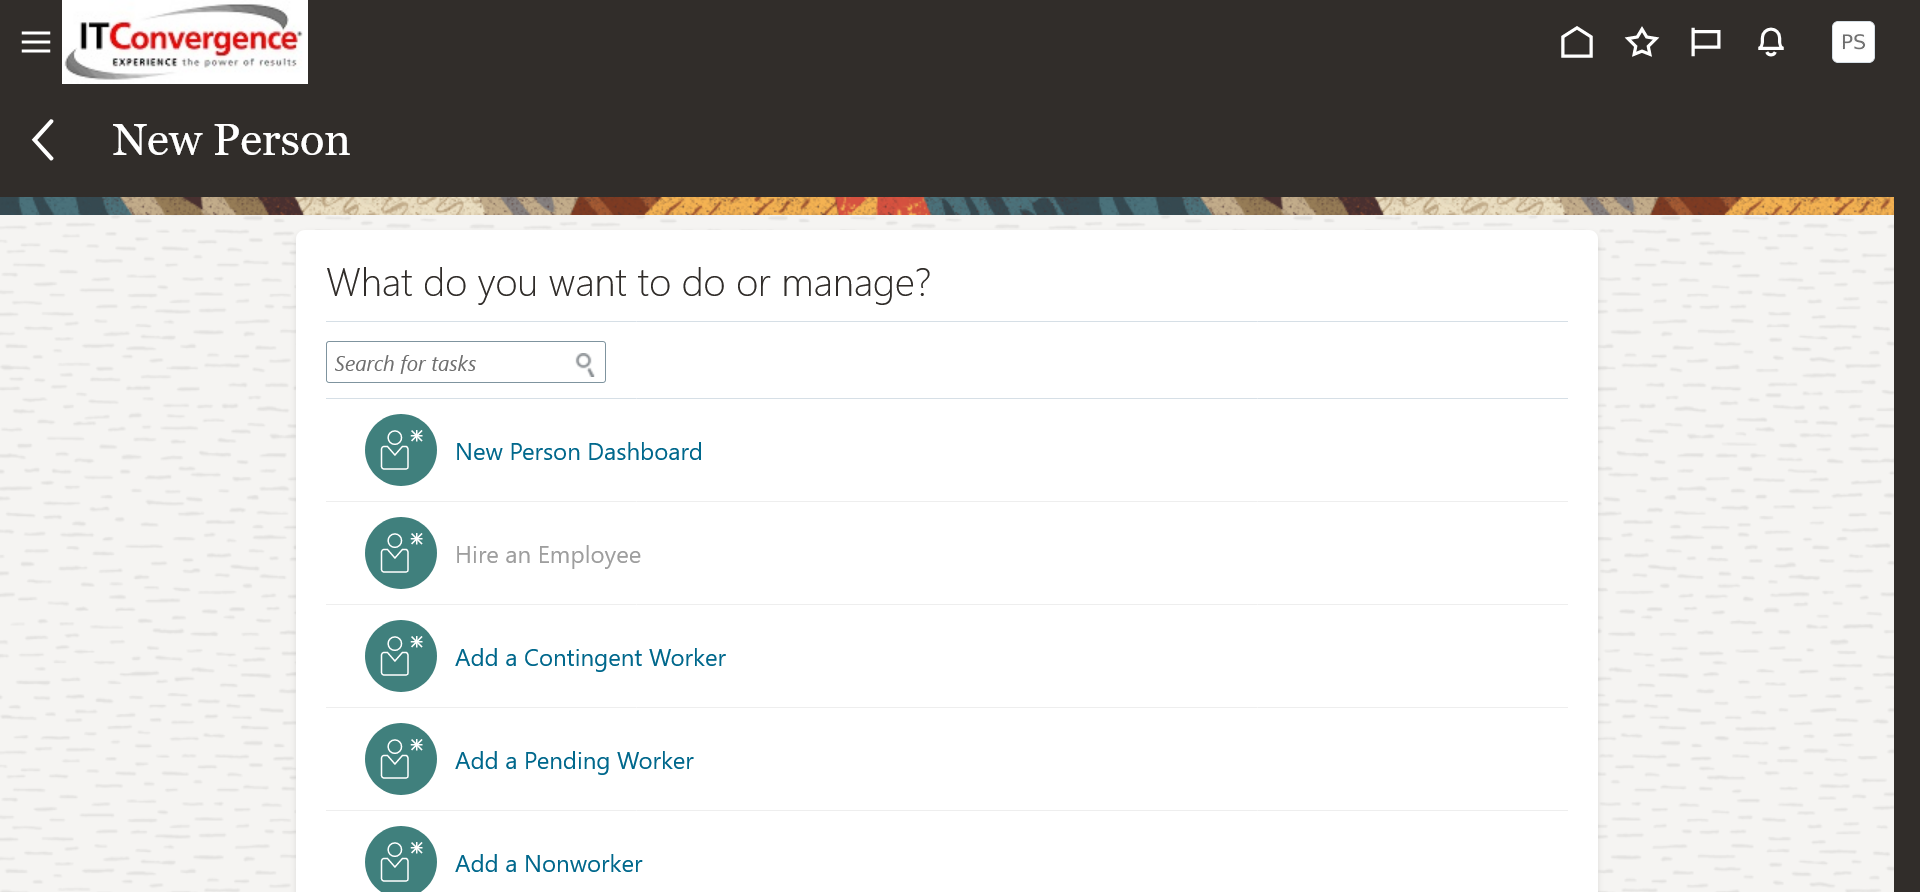 ITConvergence
EXPERIENCE the power of results
PS
New Person
What do you want to do or manage?
Search for tasks
New Person Dashboard
Hire an Employee
Add a Contingent Worker
Add a Pending Worker
Add a Nonworker